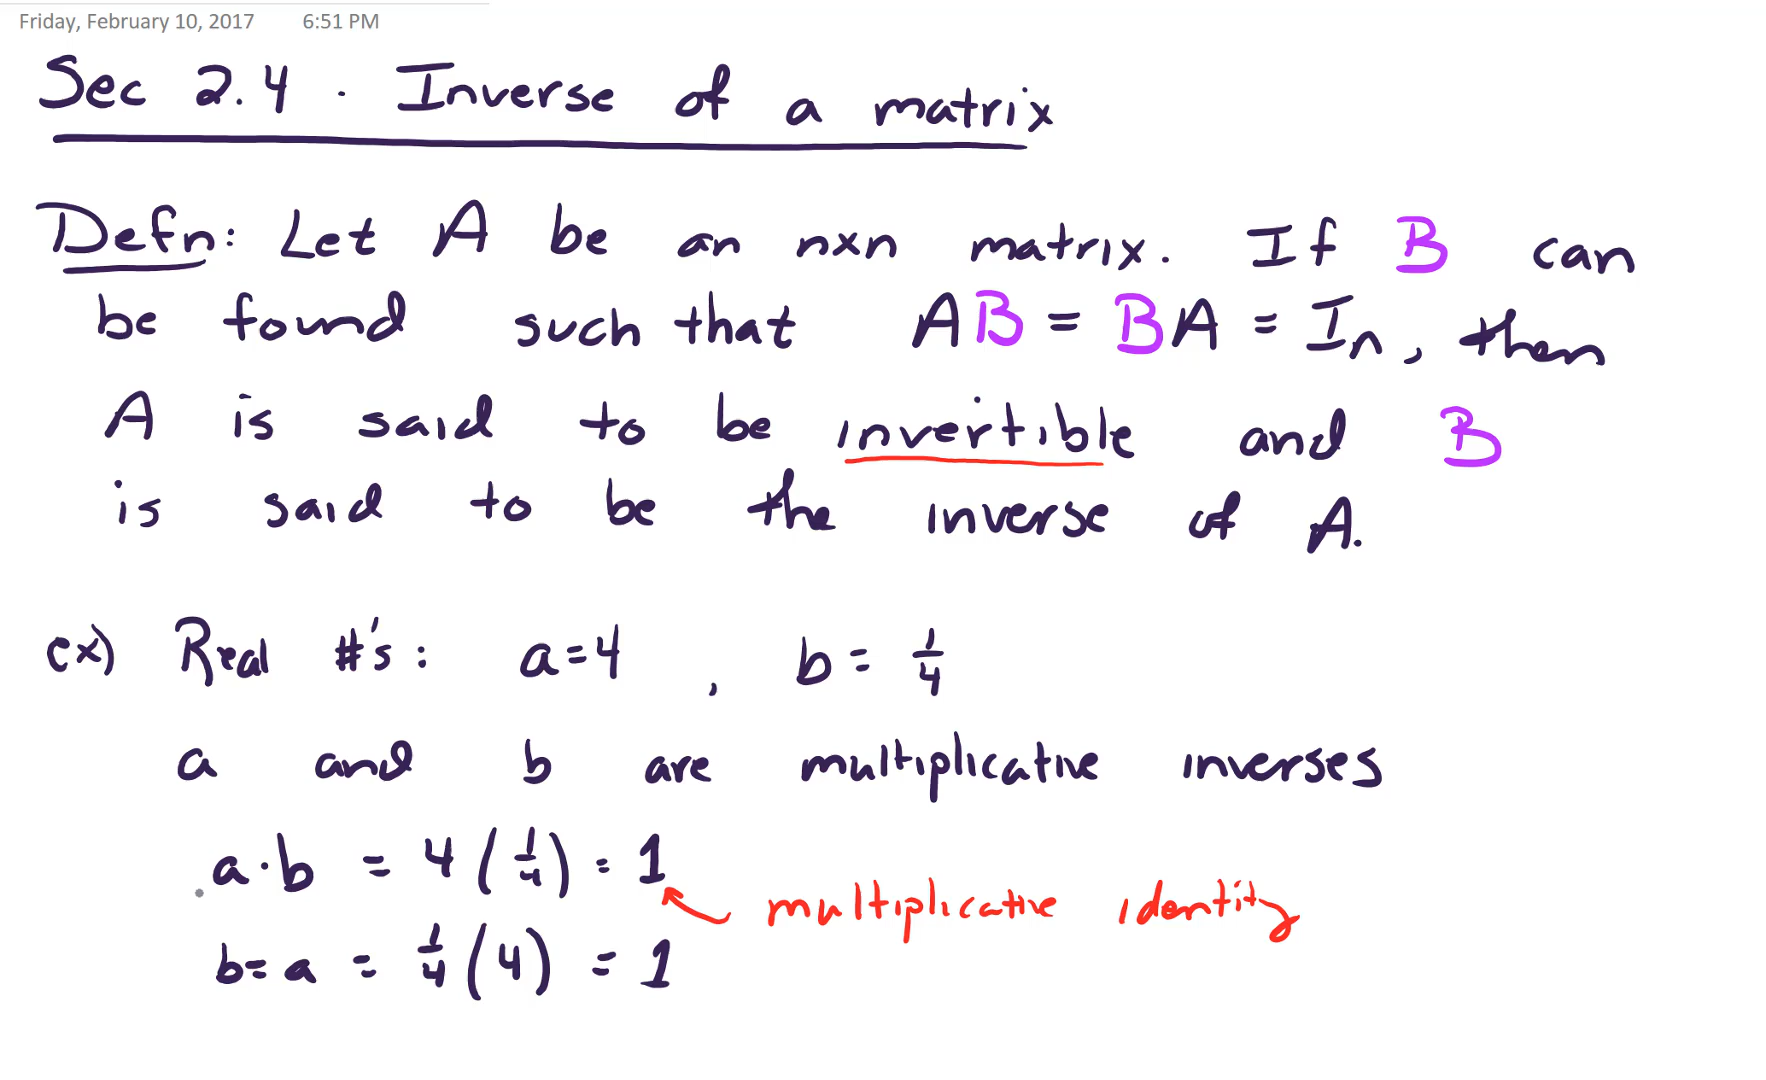 Friday, February 10, 2017 6:51 PM
Sec 2.4 . Inverse of a matrix
Defn: Let A be an nxn matrix. If B can
be found such that AB = BA = In, then
A is said to be invertible and B
is said to be the inverse of A.
ex) Real #'s: a=4 , b= 1/4
a and b are multiplicative inverses
a·b = 4 (1/4) = 1
multiplicative identity
b= a = 1/4 (4) = 1